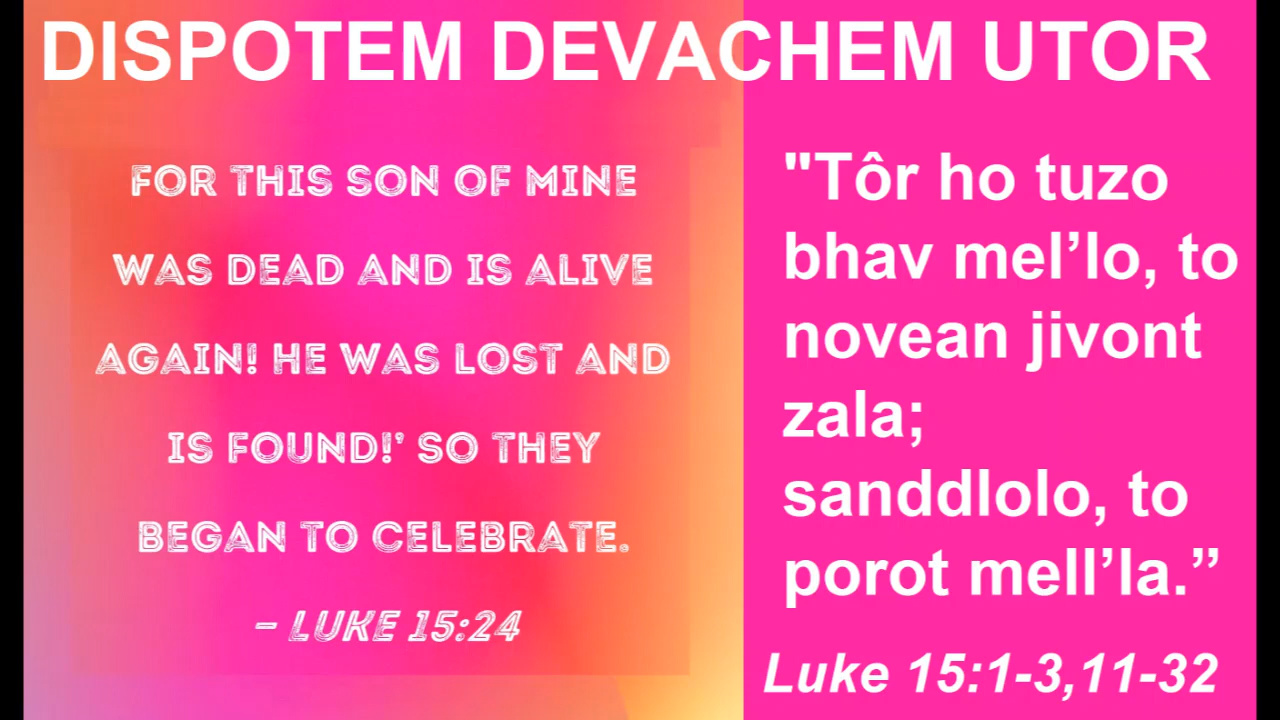 DISPOTEM DEVACHEM UTOR
FOR THIS SON OF MINE
WAS DEAD AND IS ALIVE
AGAIN! HE WAS LOST AND
IS FOUND!’ SO THEY
BEGAN TO CELEBRATE.
– LUKE 15:24
"Tôr ho tuzo
bhav mel’lo, to
novean jivont
zala;
sanddlolo, to
porot mell’la.”
Luke 15:1-3,11-32